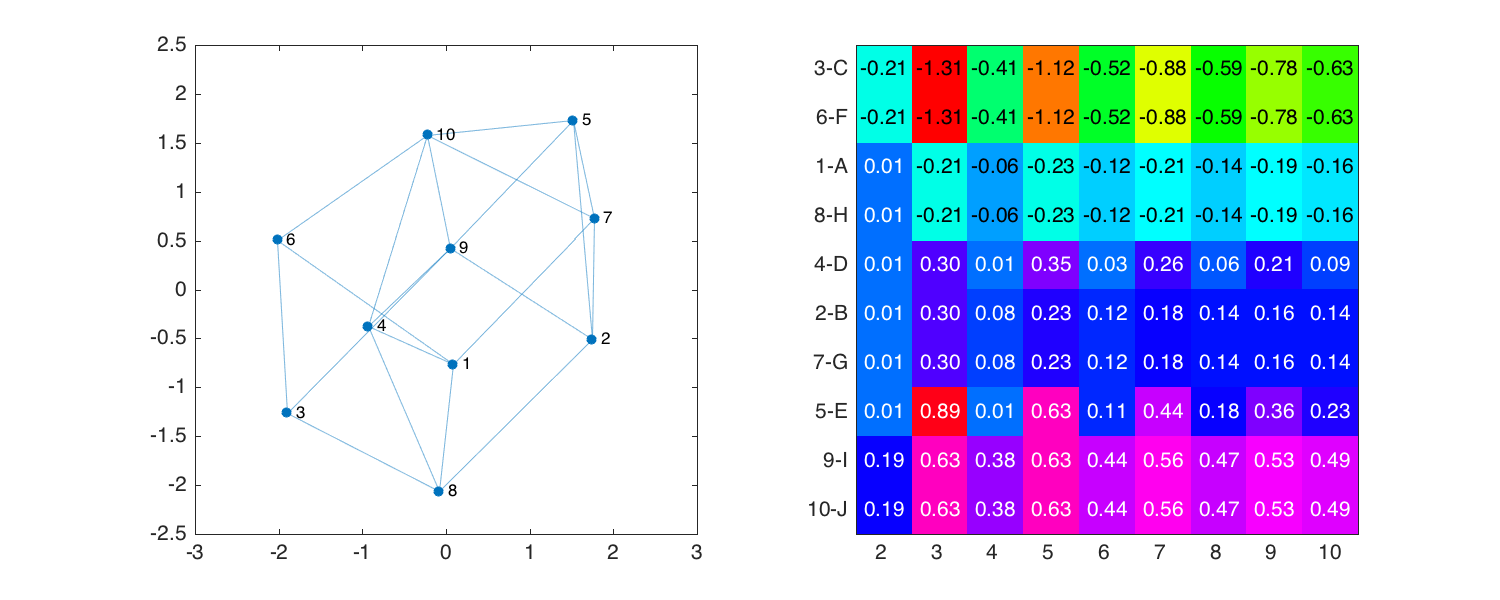 2.5
2
1.5
1
0.5
0
-0.5
-1
-1.5
-2
-2.5
-3 -2 -1 0 1 2 3
10
5
7
6
9
4
2
1
3
8
3-C -0.21 -1.31 -0.41 -1.12 -0.52 -0.88 -0.59 -0.78 -0.63
6-F -0.21 -1.31 -0.41 -1.12 -0.52 -0.88 -0.59 -0.78 -0.63
1-A 0.01 -0.21 -0.06 -0.23 -0.12 -0.21 -0.14 -0.19 -0.16
8-H 0.01 -0.21 -0.06 -0.23 -0.12 -0.21 -0.14 -0.19 -0.16
4-D 0.01 0.30 0.01 0.35 0.03 0.26 0.06 0.21 0.09
2-B 0.01 0.30 0.08 0.23 0.12 0.18 0.14 0.16 0.14
7-G 0.01 0.30 0.08 0.23 0.12 0.18 0.14 0.16 0.14
5-E 0.01 0.89 0.01 0.63 0.11 0.44 0.18 0.36 0.23
9-I 0.19 0.63 0.38 0.63 0.44 0.56 0.47 0.53 0.49
10-J 0.19 0.63 0.38 0.63 0.44 0.56 0.47 0.53 0.49
2 3 4 5 6 7 8 9 10